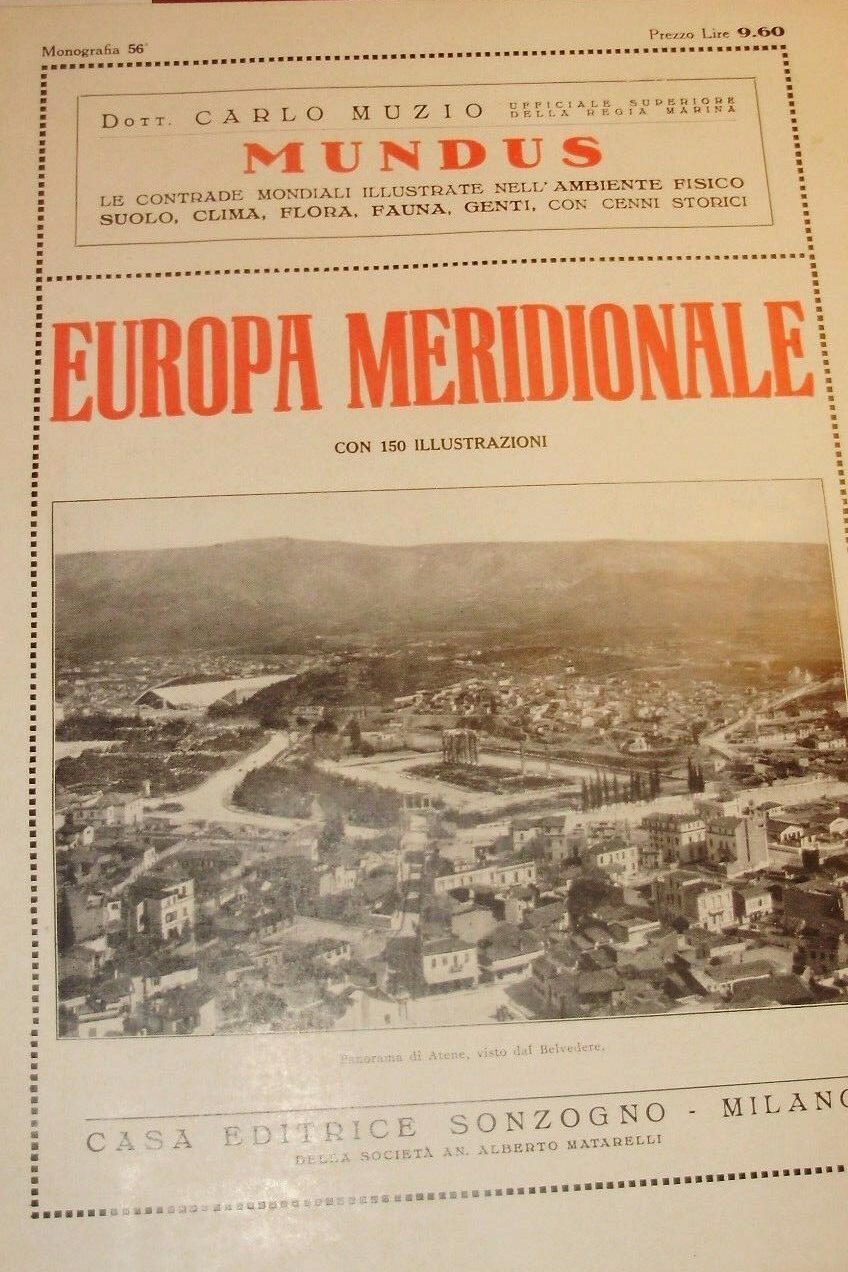 Monografia 56ª
Prezzo Lire 9.60
DOTT. CARLO MUZIO UFFICIALE SUPERIORE
DELLA REGIA MARINA
MUNDUS
LE CONTRADE MONDIALI ILLUSTRATE NELL'AMBIENTE FISICO
SUOLO, CLIMA, FLORA, FAUNA, GENTI, CON CENNI STORICI
EUROPA MERIDIONALE
CON 150 ILLUSTRAZIONI
Panorama di Atene, visto dal Belvedere.
CASA EDITRICE SONZOGNO - MILANO
DELLA SOCIETÀ AN. ALBERTO MATARELLI